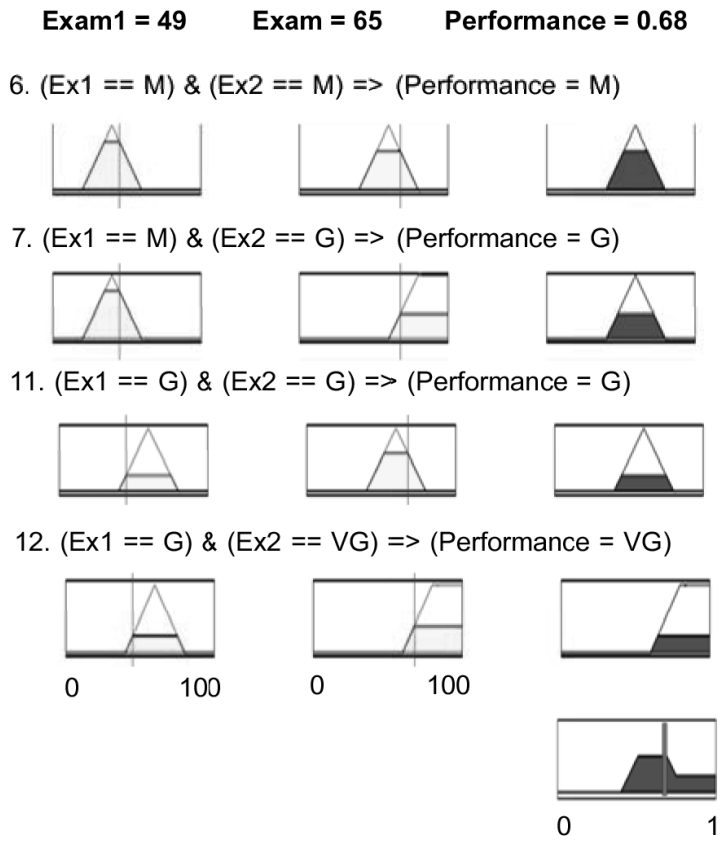 Exam1 = 49 Exam = 65 Performance = 0.68
6. (Ex1 == M) & (Ex2 == M) => (Performance = M)
7. (Ex1 == M) & (Ex2 == G) => (Performance = G)
11. (Ex1 == G) & (Ex2 == G) => (Performance = G)
12. (Ex1 == G) & (Ex2 == VG) => (Performance = VG)
0 100 0 100
0 1